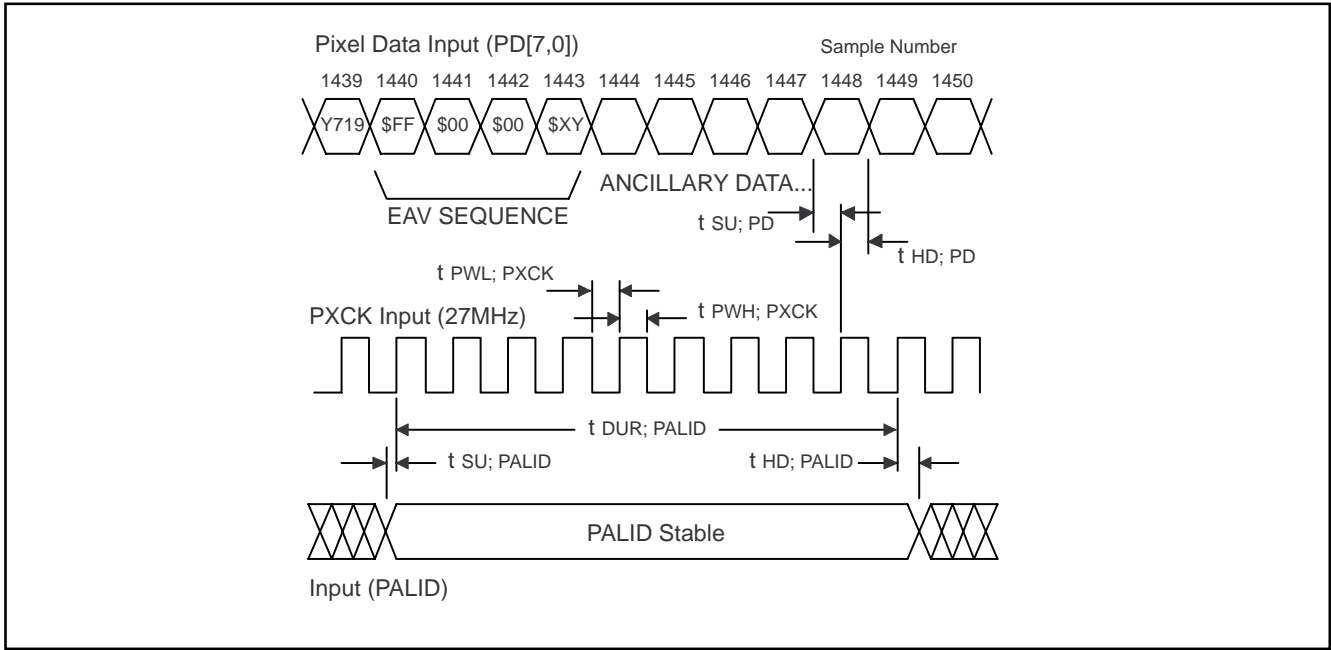 Pixel Data Input (PD[7,0])
Sample Number
1439 1440 1441 1442 1443 1444 1445 1446 1447 1448 1449 1450
Y719 $FF $00 $00 $XY
ANCILLARY DATA...
EAV SEQUENCE
t SU; PD
t HD; PD
t PWL; PXCK
t PWH; PXCK
PXCK Input (27MHz)
t DUR; PALID
t SU; PALID
t HD; PALID
PALID Stable
Input (PALID)